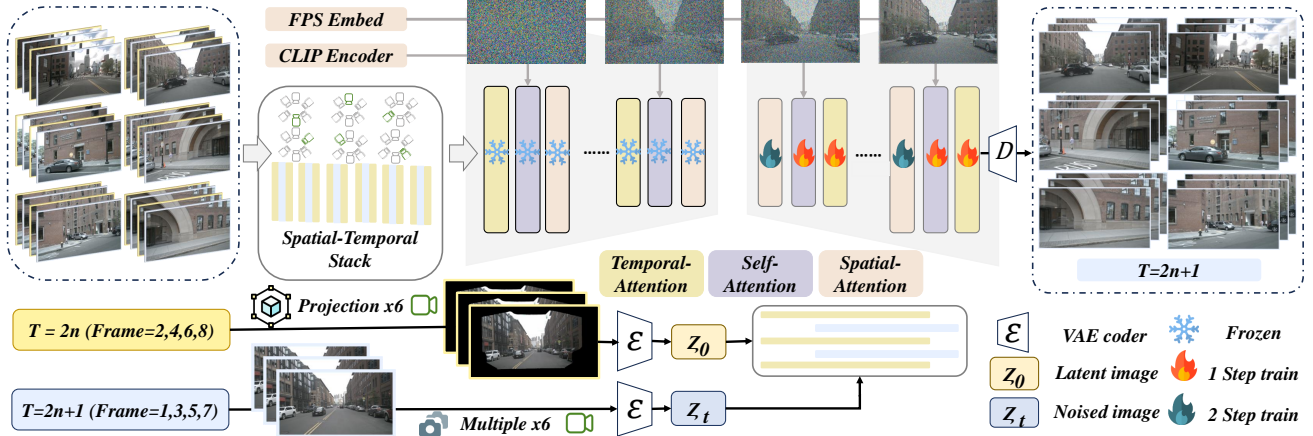 FPS Embed
CLIP Encoder
Spatial-Temporal
Stack
D
T=2n+1
Temporal-
Attention
Self-
Attention
Spatial-
Attention
Projection x6
T = 2n (Frame=2,4,6,8)
ε
Z0
T=2n+1 (Frame=1,3,5,7)
Multiple x6
ε
Zt
ε
VAE coder
Frozen
Z0
Latent image
1 Step train
Zt
Noised image
2 Step train